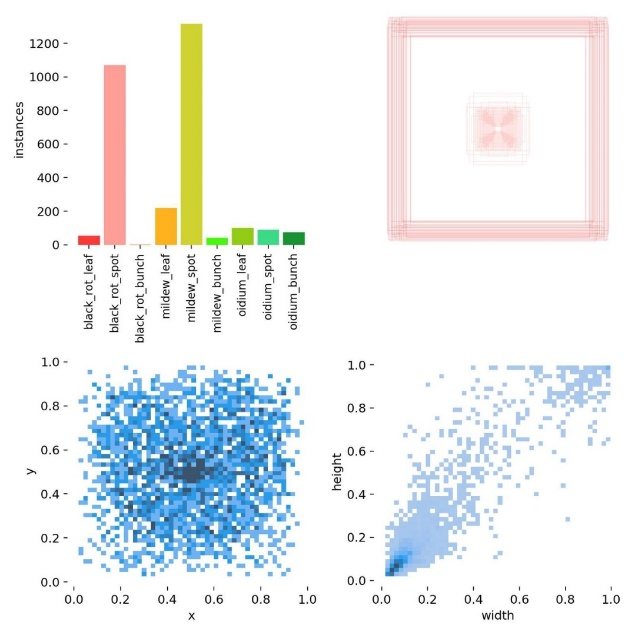 instances
1200
1000
800
600
400
200
0
black_rot_leaf
black_rot_spot
black_rot_bunch
mildew_leaf
mildew_spot
mildew_bunch
oidium_leaf
oidium_spot
oidium_bunch
y
1.0
0.8
0.6
0.4
0.2
0.0
0.0 0.2 0.4 0.6 0.8 1.0
x
height
1.0
0.8
0.6
0.4
0.2
0.0
0.0 0.2 0.4 0.6 0.8 1.0
width